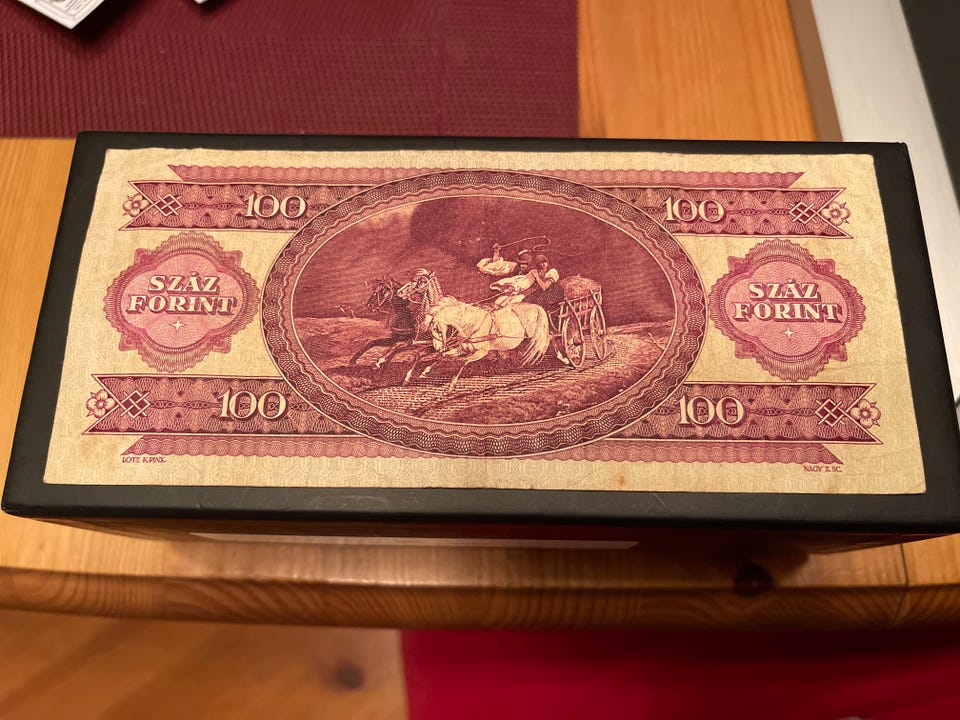 100
100
SZÁZ
FORINT
SZÁZ
FORINT
100
100
LOTZ K.PINX.
NAGY Z. SC.